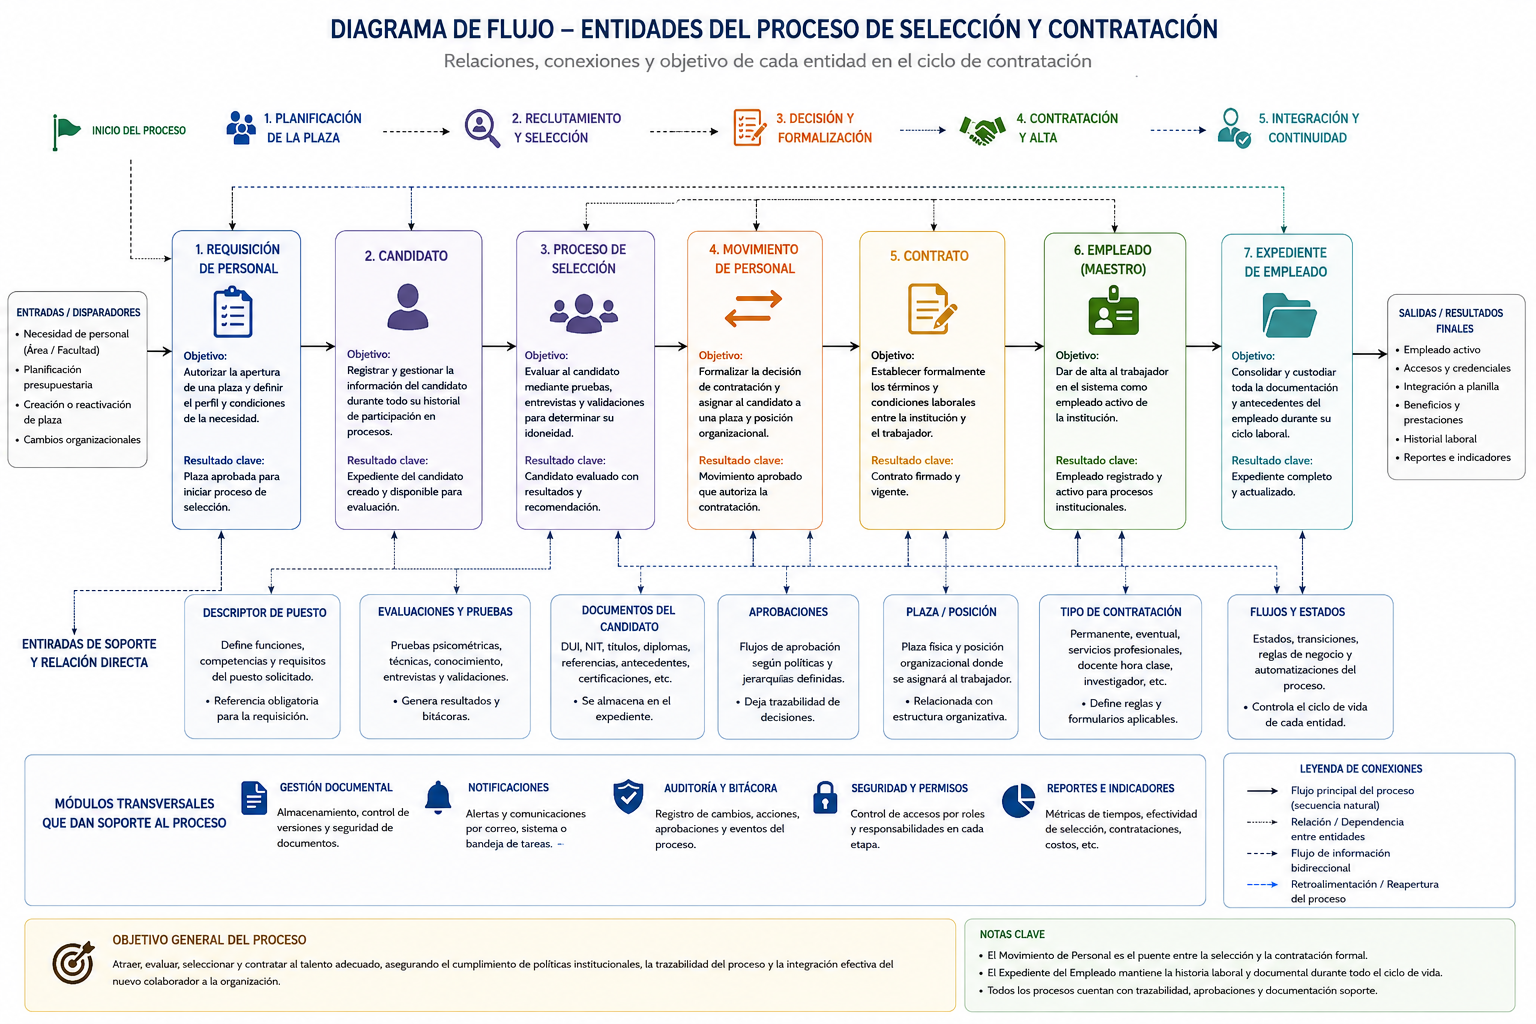 DIAGRAMA DE FLUJO – ENTIDADES DEL PROCESO DE SELECCIÓN Y CONTRATACIÓN
Relaciones, conexiones y objetivo de cada entidad en el ciclo de contratación
INICIO DEL PROCESO
1. PLANIFICACIÓN
DE LA PLAZA
2. RECLUTAMIENTO
Y SELECCIÓN
3. DECISIÓN Y
FORMALIZACIÓN
4. CONTRATACIÓN
Y ALTA
5. INTEGRACIÓN Y
CONTINUIDAD
ENTRADAS / DISPARADORES
• Necesidad de personal
(Área / Facultad)
• Planificación
presupuestaria
• Creación o reactivación
de plaza
• Cambios organizacionales
1. REQUISICIÓN
DE PERSONAL
Objetivo:
Autorizar la apertura
de una plaza y definir
el perfil y condiciones
de la necesidad.
Resultado clave:
Plaza aprobada para
iniciar proceso de
selección.
2. CANDIDATO
Objetivo:
Registrar y gestionar la
información del candidato
durante todo su historial
de participación en
procesos.
Resultado clave:
Expediente del candidato
creado y disponible para
evaluación.
3. PROCESO DE
SELECCIÓN
Objetivo:
Evaluar al candidato
mediante pruebas,
entrevistas y validaciones
para determinar su
idoneidad.
Resultado clave:
Candidato evaluado con
resultados y
recomendación.
4. MOVIMIENTO
DE PERSONAL
Objetivo:
Formalizar la decisión
de contratación y
asignar al candidato a
una plaza y posición
organizacional.
Resultado clave:
Movimiento aprobado
que autoriza la
contratación.
5. CONTRATO
Objetivo:
Establecer formalmente
los términos y
condiciones laborales
entre la institución y
el trabajador.
Resultado clave:
Contrato firmado y
vigente.
6. EMPLEADO
(MAESTRO)
Objetivo:
Dar de alta al trabajador
en el sistema como
empleado activo de
la institución.
Resultado clave:
Empleado registrado y
activo para procesos
institucionales.
7. EXPEDIENTE
DE EMPLEADO
Objetivo:
Consolidar y custodiar
toda la documentación
y antecedentes del
empleado durante su
ciclo laboral.
Resultado clave:
Expediente completo
y actualizado.
SALIDAS / RESULTADOS
FINALES
• Empleado activo
• Accesos y credenciales
• Integración a planilla
• Beneficios y
prestaciones
• Historial laboral
• Reportes e indicadores
ENTIRADAS DE SOPORTE
Y RELACIÓN DIRECTA
DESCRIPTOR DE PUESTO
Define funciones,
competencias y requisitos
del puesto solicitado.
• Referencia obligatoria
para la requisición.
EVALUACIONES Y PRUEBAS
Pruebas psicométricas,
técnicas, conocimiento,
entrevistas y validaciones.
• Genera resultados y
bitácoras.
DOCUMENTOS DEL
CANDIDATO
DUI, NIT, títulos, diplomas,
referencias, antecedentes,
certificaciones, etc.
• Se almacena en el
expediente.
APROBACIONES
Flujos de aprobación
según políticas y
jerarquías definidas.
• Deja trazabilidad de
decisiones.
PLAZA / POSICIÓN
Plaza física y posición
organizacional donde
se asignará al trabajador.
• Relacionada con
estructura organizativa.
TIPO DE CONTRATACIÓN
Permanente, eventual,
servicios profesionales,
docente hora clase,
investigador, etc.
• Define reglas y
formularios aplicables.
FLUJOS Y ESTADOS
Estados, transiciones,
reglas de negocio y
automatizaciones del
proceso.
• Controla el ciclo de vida
de cada entidad.
MÓDULOS TRANSVERSALES
QUE DAN SOPORTE AL PROCESO
GESTIÓN DOCUMENTAL
Almacenamiento, control de
versiones y seguridad de
documentos.
NOTIFICACIONES
Alertas y comunicaciones
por correo, sistema o
bandeja de tareas.
AUDITORÍA Y BITÁCORA
Registro de cambios, acciones,
aprobaciones y eventos del
proceso.
SEGURIDAD Y PERMISOS
Control de accesos por roles
y responsabilidades en cada
etapa.
REPORTES E INDICADORES
Métricas de tiempos, efectividad
de selección, contrataciones,
costos, etc.
LEYENDA DE CONEXIONES
Flujo principal del proceso
(secuencia natural)
Relación / Dependencia
entre entidades
Flujo de información
bidireccional
Retroalimentación / Reapertura
del proceso
OBJETIVO GENERAL DEL PROCESO
Atraer, evaluar, seleccionar y contratar al talento adecuado, asegurando el cumplimiento de políticas institucionales, la trazabilidad del proceso y la integración efectiva del
nuevo colaborador a la organización.
NOTAS CLAVE
• El Movimiento de Personal es el puente entre la selección y la contratación formal.
• El Expediente del Empleado mantiene la historia laboral y documental durante todo el ciclo de vida.
• Todos los procesos cuentan con trazabilidad, aprobaciones y documentación soporte.